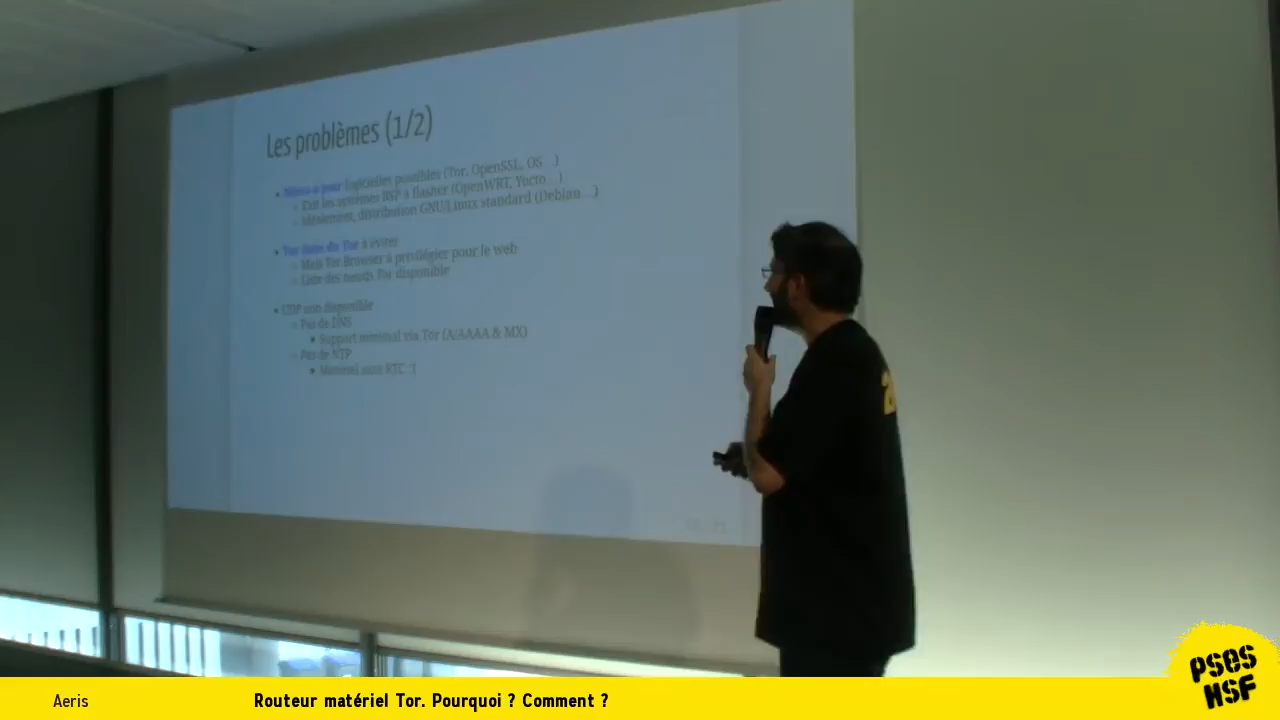 Les problèmes (1/2)
Mises à jour logicielles possibles (Tor, OpenSSL, OS…)
Exit les systèmes BSP à flasher (OpenWRT, Yocto…)
Idéalement, distribution GNU/Linux standard (Debian…)
Tor dans du Tor à éviter
Mais Tor Browser à privilégier pour le web
Liste des nœuds Tor disponible
UDP non disponible
Pas de DNS
Support minimal via Tor (A/AAAA & MX)
Pas de NTP
Matériel sans RTC :(
Aeris
Routeur matériel Tor. Pourquoi ? Comment ?
PSES
HSF